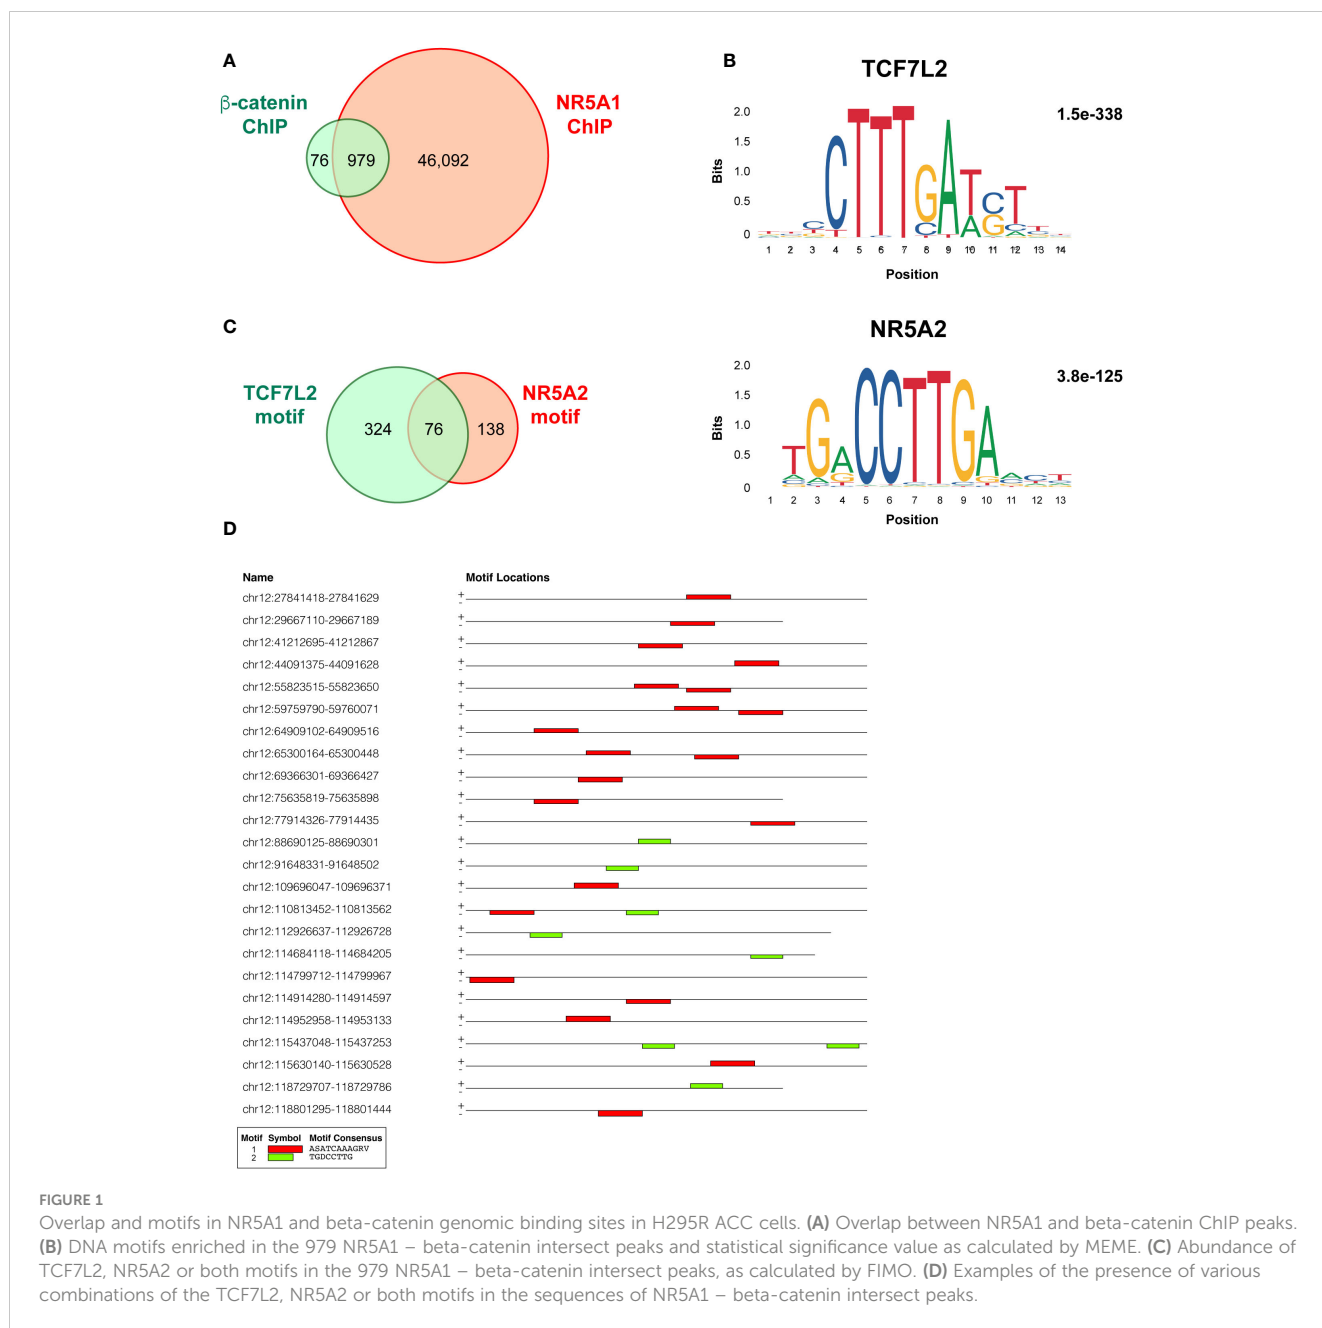 A
β-catenin
ChIP
NR5A1
ChIP
76
979
46,092
B
TCF7L2
1.5e-338
2.0
1.5
1.0
0.5
0
Bits
1 2 3 4 5 6 7 8 9 10 11 12 13 14
Position
C
TCF7L2
motif
NR5A2
motif
324
76
138
NR5A2
3.8e-125
2.0
1.5
1.0
0.5
0
Bits
1 2 3 4 5 6 7 8 9 10 11 12 13
Position
D
Name Motif Locations
chr12:27841418-27841629 + -
chr12:29667110-29667189 + -
chr12:41212695-41212867 + -
chr12:44091375-44091628 + -
chr12:55823515-55823650 + -
chr12:59759790-59760071 + -
chr12:64909102-64909516 + -
chr12:65300164-65300448 + -
chr12:69366301-69366427 + -
chr12:75635819-75635898 + -
chr12:77914326-77914435 + -
chr12:88690125-88690301 + -
chr12:91648331-91648502 + -
chr12:109696047-109696371 + -
chr12:110813452-110813562 + -
chr12:112926637-112926728 + -
chr12:114684118-114684205 + -
chr12:114799712-114799967 + -
chr12:114914280-114914597 + -
chr12:114952958-114953133 + -
chr12:115437048-115437253 + -
chr12:115630140-115630528 + -
chr12:118729707-118729786 + -
chr12:118801295-118801444 + -
Motif Symbol Motif Consensus
1 ASATCAAAGRV
2 TGDCCTTG
FIGURE 1
Overlap and motifs in NR5A1 and beta-catenin genomic binding sites in H295R ACC cells. (A) Overlap between NR5A1 and beta-catenin ChIP peaks.
(B) DNA motifs enriched in the 979 NR5A1 – beta-catenin intersect peaks and statistical significance value as calculated by MEME. (C) Abundance of
TCF7L2, NR5A2 or both motifs in the 979 NR5A1 – beta-catenin intersect peaks, as calculated by FIMO. (D) Examples of the presence of various
combinations of the TCF7L2, NR5A2 or both motifs in the sequences of NR5A1 – beta-catenin intersect peaks.